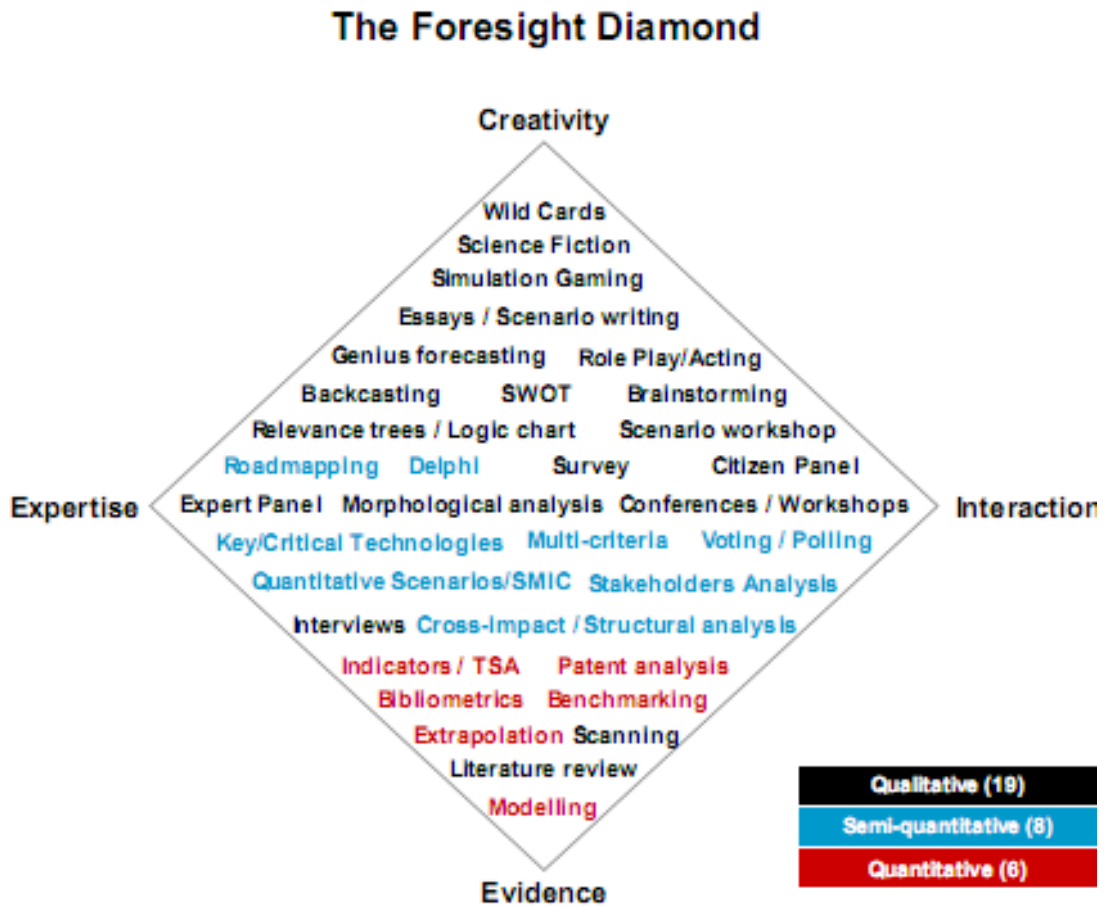 The Foresight Diamond
Creativity
Wild Cards
Science Fiction
Simulation Gaming
Essays / Scenario writing
Genius forecasting Role Play/Acting
Backcasting SWOT Brainstorming
Relevance trees / Logic chart Scenario workshop
Roadmapping Delphi Survey Citizen Panel
Expertise Expert Panel Morphological analysis Conferences / Workshops Interaction
Key/Critical Technologies Multi-criteria Voting / Polling
Quantitative Scenarios/SMIC Stakeholders Analysis
Interviews Cross-impact / Structural analysis
Indicators / TSA Patent analysis
Bibliometrics Benchmarking
Extrapolation Scanning
Literature review
Modelling
Evidence
Qualitative (19)
Semi-quantitative (8)
Quantitative (6)